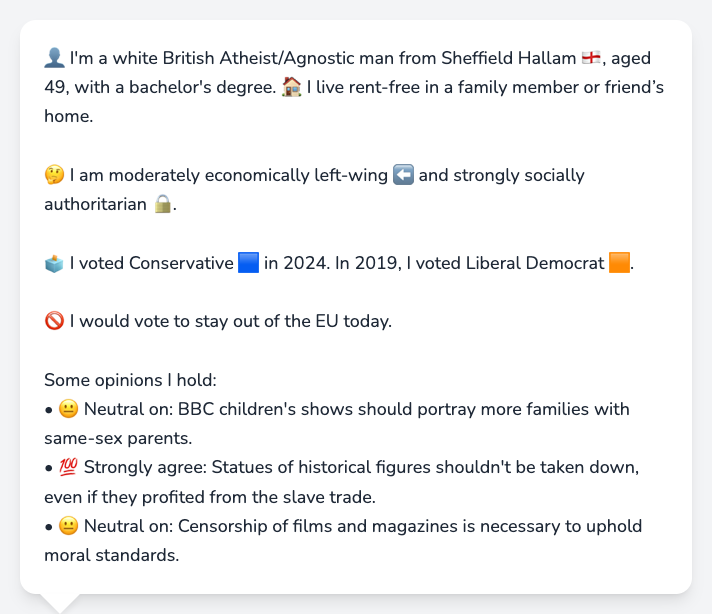 👤 I'm a white British Atheist/Agnostic man from Sheffield Hallam 🏴󠁧󠁢󠁥󠁮󠁧󠁿, aged
49, with a bachelor's degree. 🏠 I live rent-free in a family member or friend’s
home.
🤔 I am moderately economically left-wing ⬅️ and strongly socially
authoritarian 🔒.
🗳️ I voted Conservative 🟦 in 2024. In 2019, I voted Liberal Democrat 🟧.
🚫 I would vote to stay out of the EU today.
Some opinions I hold:
• 😐 Neutral on: BBC children's shows should portray more families with
same-sex parents.
• 💯 Strongly agree: Statues of historical figures shouldn't be taken down,
even if they profited from the slave trade.
• 😐 Neutral on: Censorship of films and magazines is necessary to uphold
moral standards.